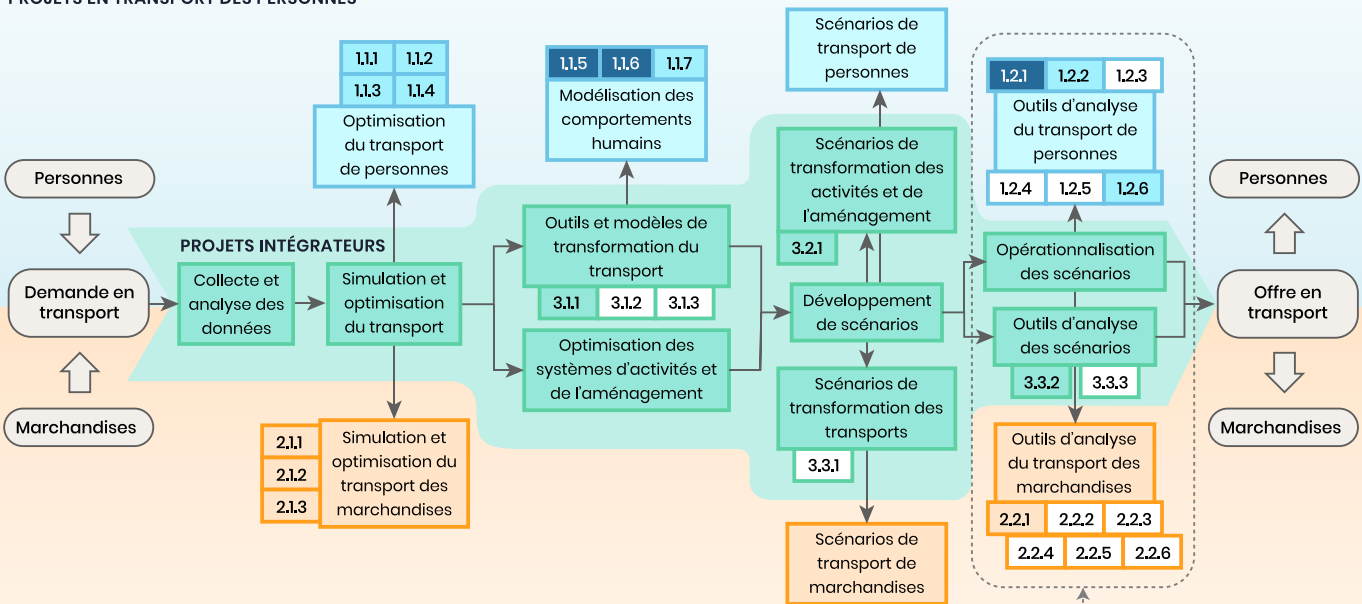 PROJETS EN TRANSPORT DES PERSONNES
Scénarios de
transport de
personnes
1.1.1
1.1.2
1.1.3
1.1.4
Optimisation
du transport
de personnes
1.1.5
1.1.6
1.1.7
Modélisation des
comportements
humains
1.2.1
1.2.2
1.2.3
Outils d'analyse
du transport de
personnes
1.2.4
1.2.5
1.2.6
Personnes
Demande en
transport
Marchandises
PROJETS INTÉGRATEURS
Collecte et
analyse des
données
Simulation et
optimisation
du transport
Outils et modèles de
transformation du
transport
3.1.1
3.1.2
3.1.3
Optimisation des
systèmes d'activités et
de l'aménagement
Scénarios de
transformation des
activités et de
l'aménagement
3.2.1
Développement
de scénarios
Scénarios de
transformation des
transports
3.3.1
Opérationnalisation
des scénarios
Outils d'analyse
des scénarios
3.3.2
3.3.3
Personnes
Offre en
transport
Marchandises
2.1.1
2.1.2
2.1.3
Simulation et
optimisation du
transport des
marchandises
Scénarios de
transport de
marchandises
Outils d'analyse
du transport des
marchandises
2.2.1
2.2.2
2.2.3
2.2.4
2.2.5
2.2.6